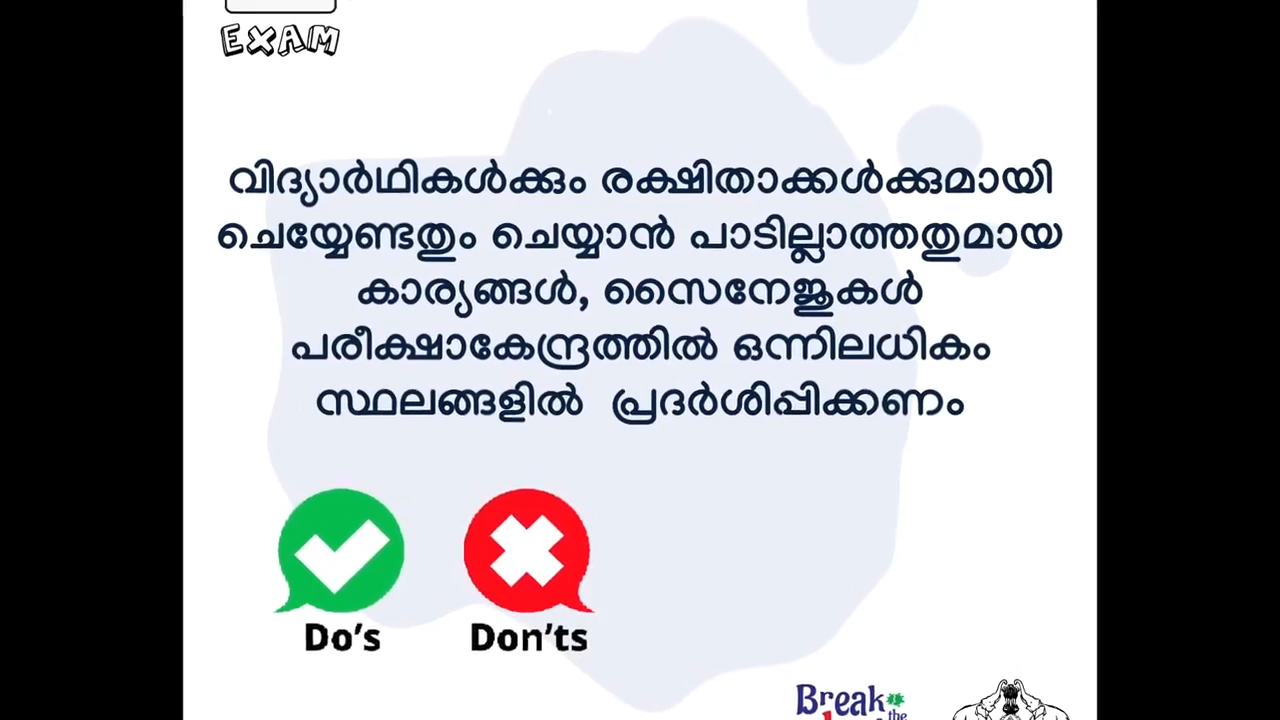 EXAM
വിദ്യാർഥികൾക്കും രക്ഷിതാക്കൾക്കുമായി
ചെയ്യേണ്ടതും ചെയ്യാൻ പാടില്ലാത്തതുമായ
കാര്യങ്ങൾ, സൈനേജുകൾ
പരീക്ഷാകേന്ദ്രത്തിൽ ഒന്നിലധികം
സ്ഥലങ്ങളിൽ പ്രദർശിപ്പിക്കണം
Do's Don'ts
Break
the